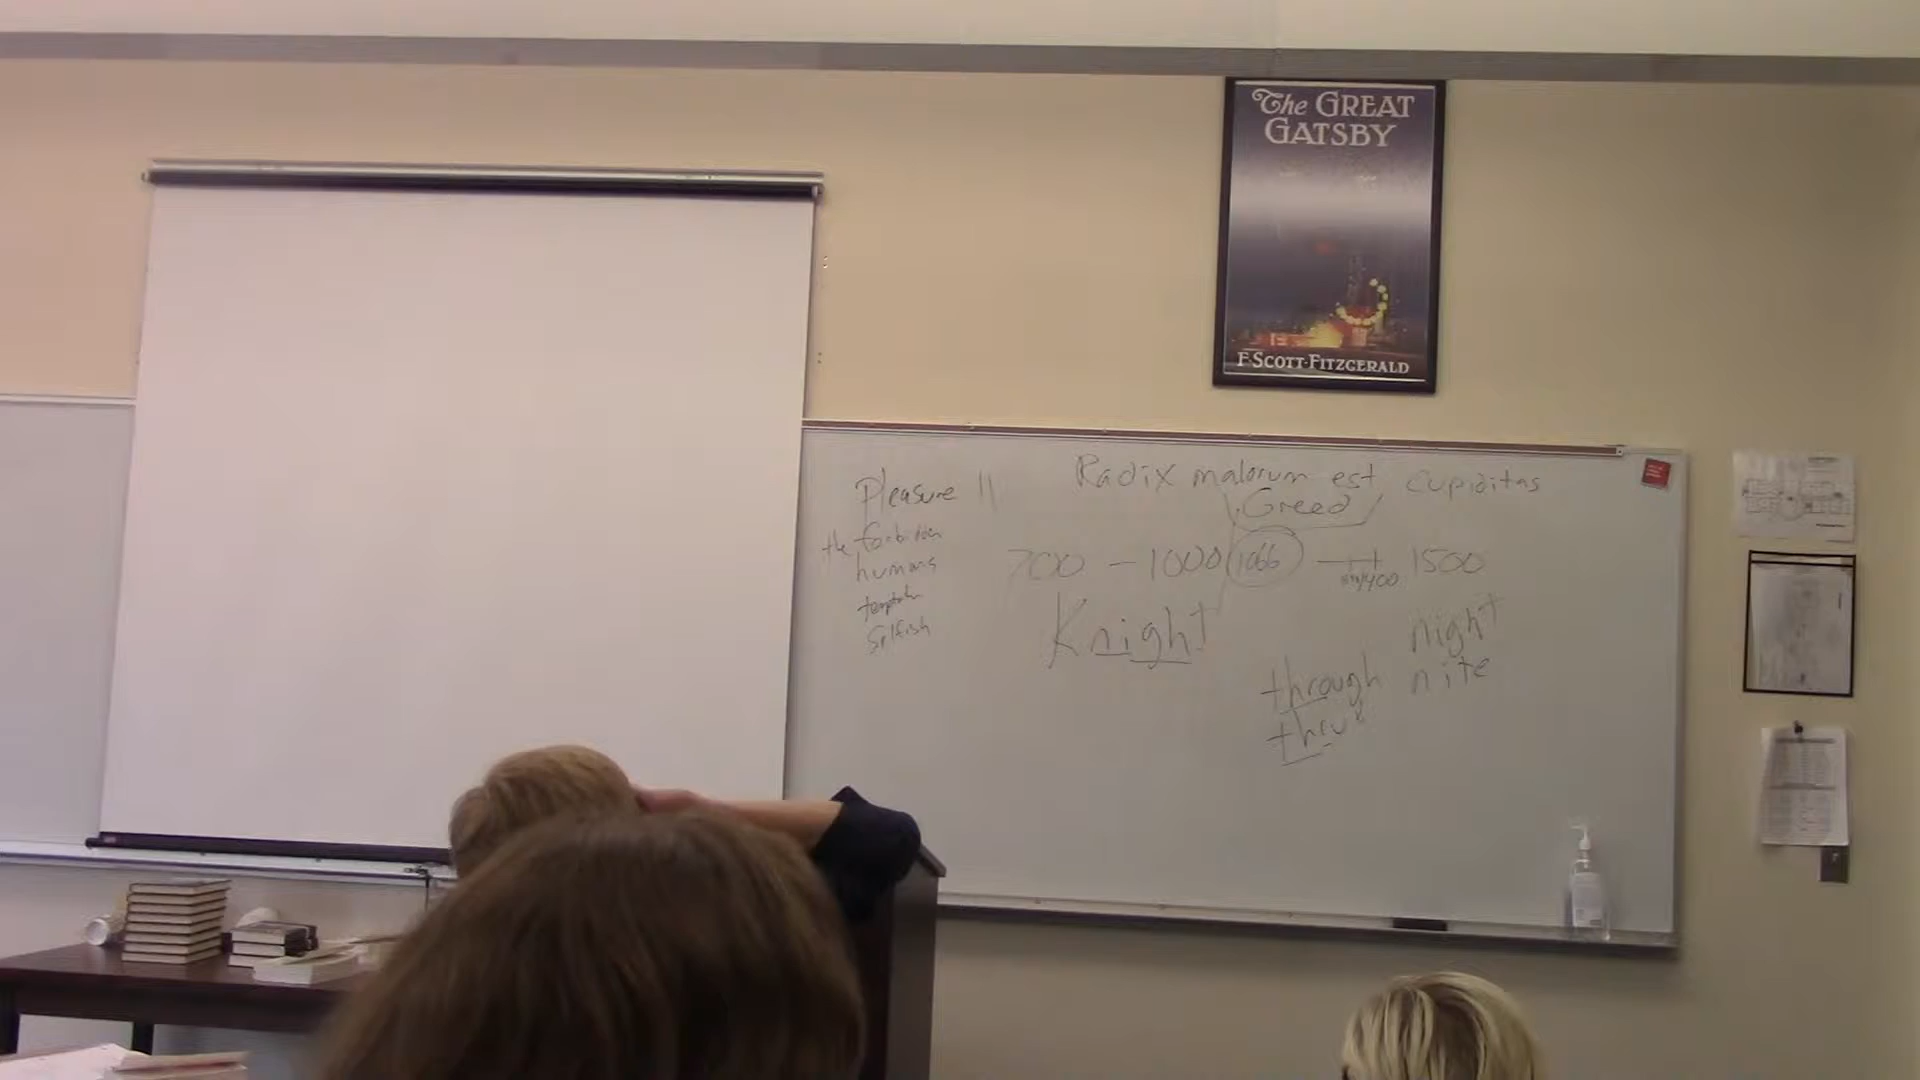 The GREAT
GATSBY
F. SCOTT FITZGERALD
Radix malorum est cupiditas
Greed
Pleasure
the forbidden
humans
selfish
700 - 1000 1066 1500
1400
Knight
night
nite
through
thru